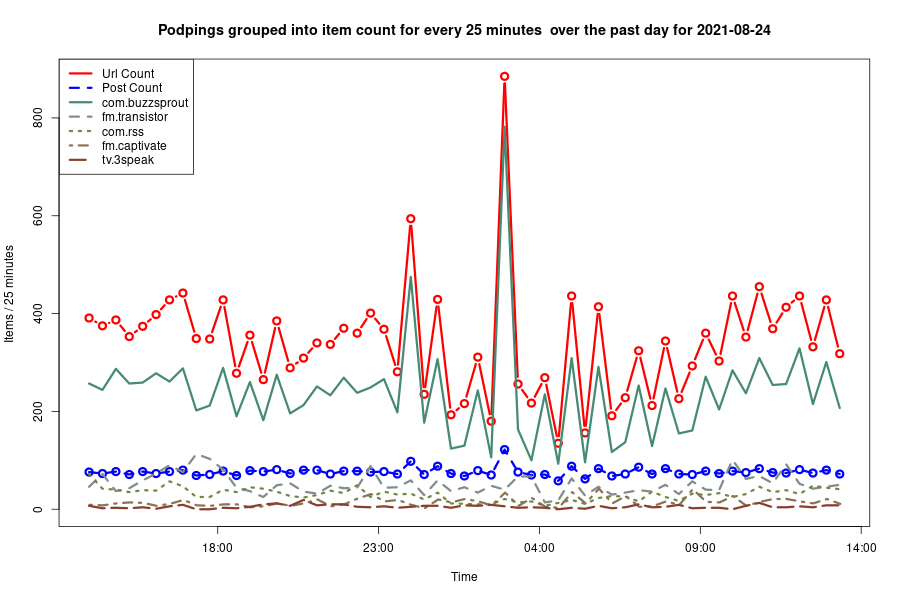 Podpings grouped into item count for every 25 minutes  over the past day for 2021-08-24
Url Count
Post Count
com.buzzsprout
fm.transistor
com.rss
fm.captivate
tv.3speak
Items / 25 minutes
800
600
400
200
0
18:00 23:00 04:00 09:00 14:00
Time